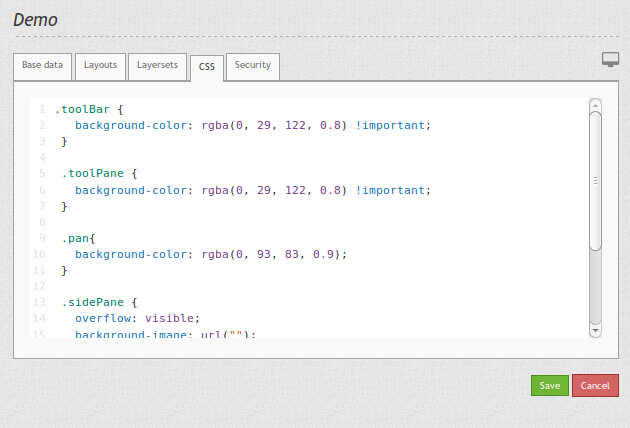 Demo
Base data Layouts Layersets CSS Security
1 .toolBar {
2 background-color: rgba(0, 29, 122, 0.8) !important;
3 }
4
5 .toolPane {
6 background-color: rgba(0, 29, 122, 0.8) !important;
7 }
8
9 .pan{
10 background-color: rgba(0, 93, 83, 0.9);
11 }
12
13 .sidePane {
14 overflow: visible;
15 background-image: url("");
Save Cancel